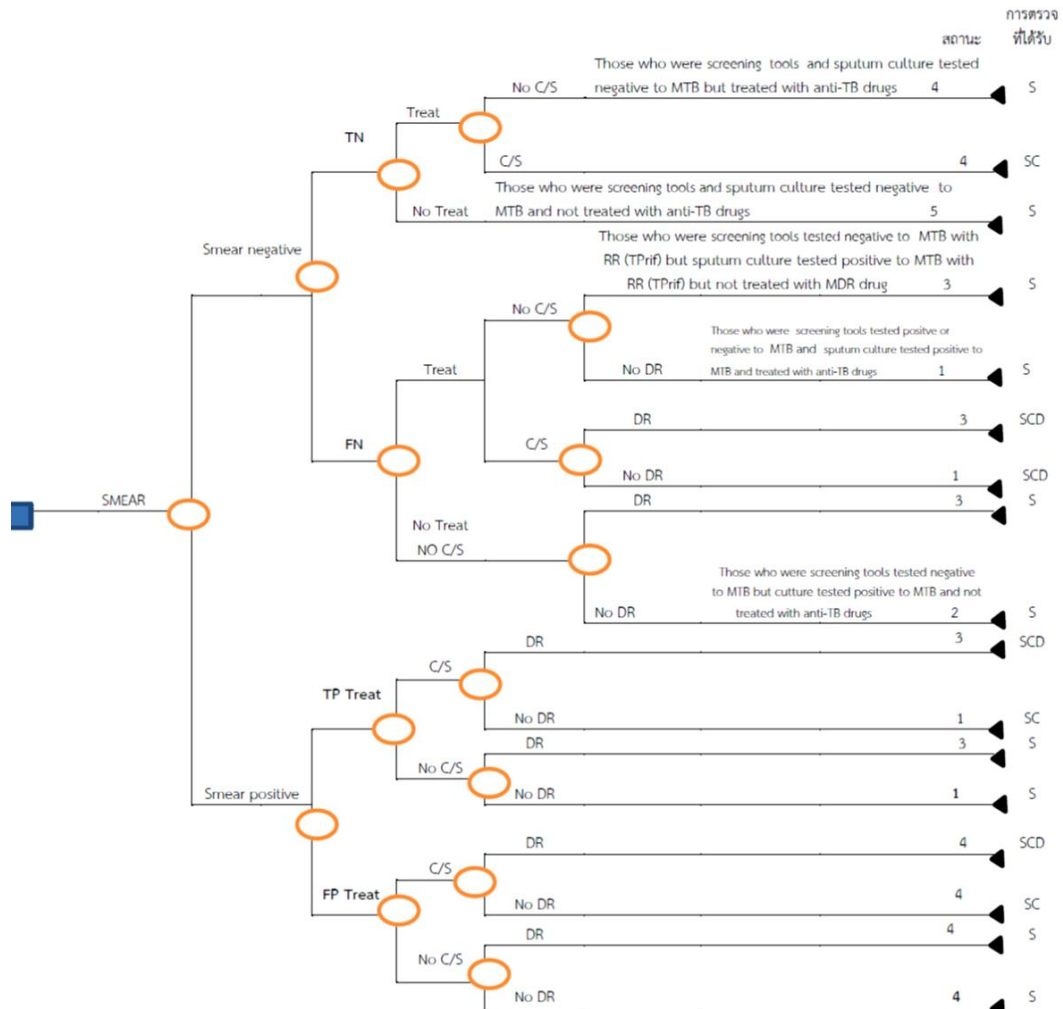 การตรวจ
สถานะ ที่ได้รับ
Those who were screening tools and sputum culture tested
No C/S negative to MTB but treated with anti-TB drugs 4 S
Treat
TN
C/S 4 SC
Those who were screening tools and sputum culture tested negative to
No Treat MTB and not treated with anti-TB drugs 5 S
Those who were screening tools tested negative to MTB with
Smear negative
RR (TPrif) but sputum culture tested positive to MTB with
RR (TPrif) but not treated with MDR drug 3 S
No C/S
Those who were screening tools tested positve or
negative to MTB and sputum culture tested positive to
Treat No DR MTB and treated with anti-TB drugs 1 S
DR 3 SCD
FN C/S
No DR 1 SCD
SMEAR DR 3 S
No Treat
NO C/S
Those who were screening tools tested negative
to MTB but cutture tested positive to MTB and not
No DR treated with anti-TB drugs 2 S
DR 3 SCD
C/S
TP Treat
No DR 1 SC
DR 3 S
No C/S
Smear positive No DR 1 S
DR 4 SCD
C/S
FP Treat
No DR 4 SC
DR 4 S
No C/S
No DR 4 S